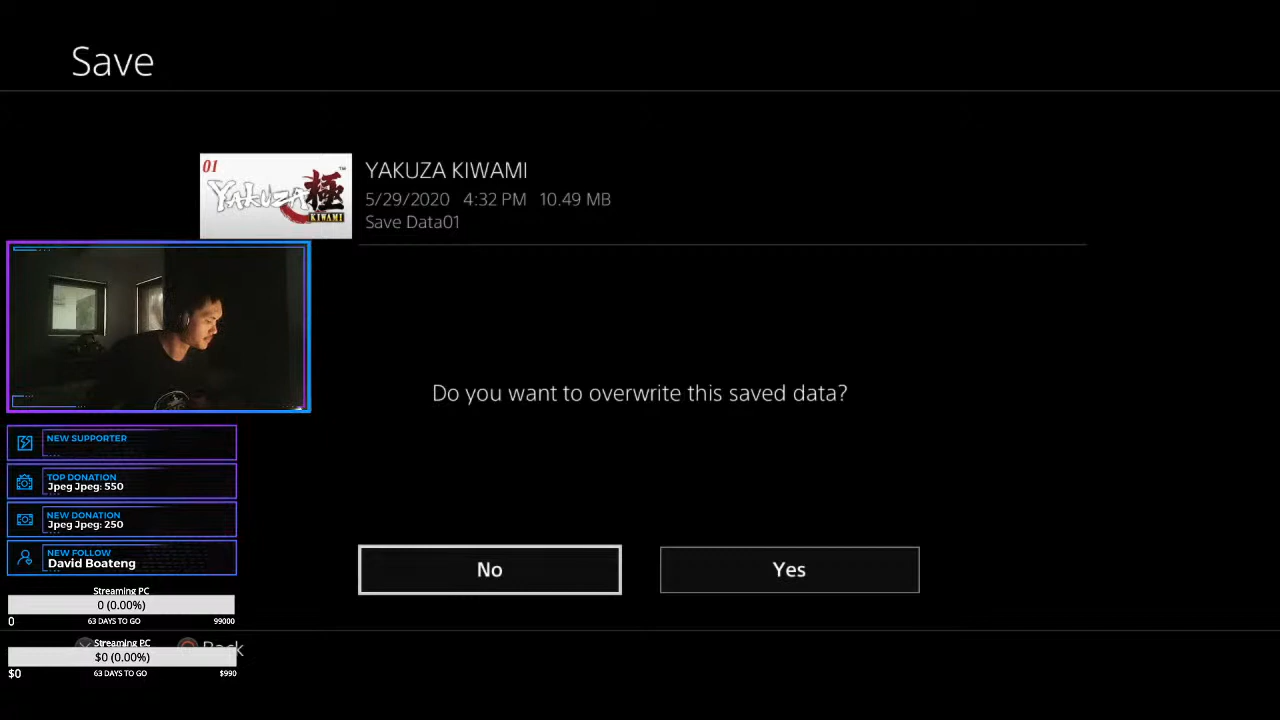 Save
01
YAKUZA
極
KIWAMI
™
YAKUZA KIWAMI
5/29/2020 4:32 PM 10.49 MB
Save Data01
Do you want to overwrite this saved data?
No
Yes
NEW SUPPORTER
TOP DONATION
Jpeg Jpeg: 550
NEW DONATION
Jpeg Jpeg: 250
NEW FOLLOW
David Boateng
Streaming PC
0 (0.00%)
0 63 DAYS TO GO 99000
Streaming PC
Back
$0 (0.00%)
$0 63 DAYS TO GO $990